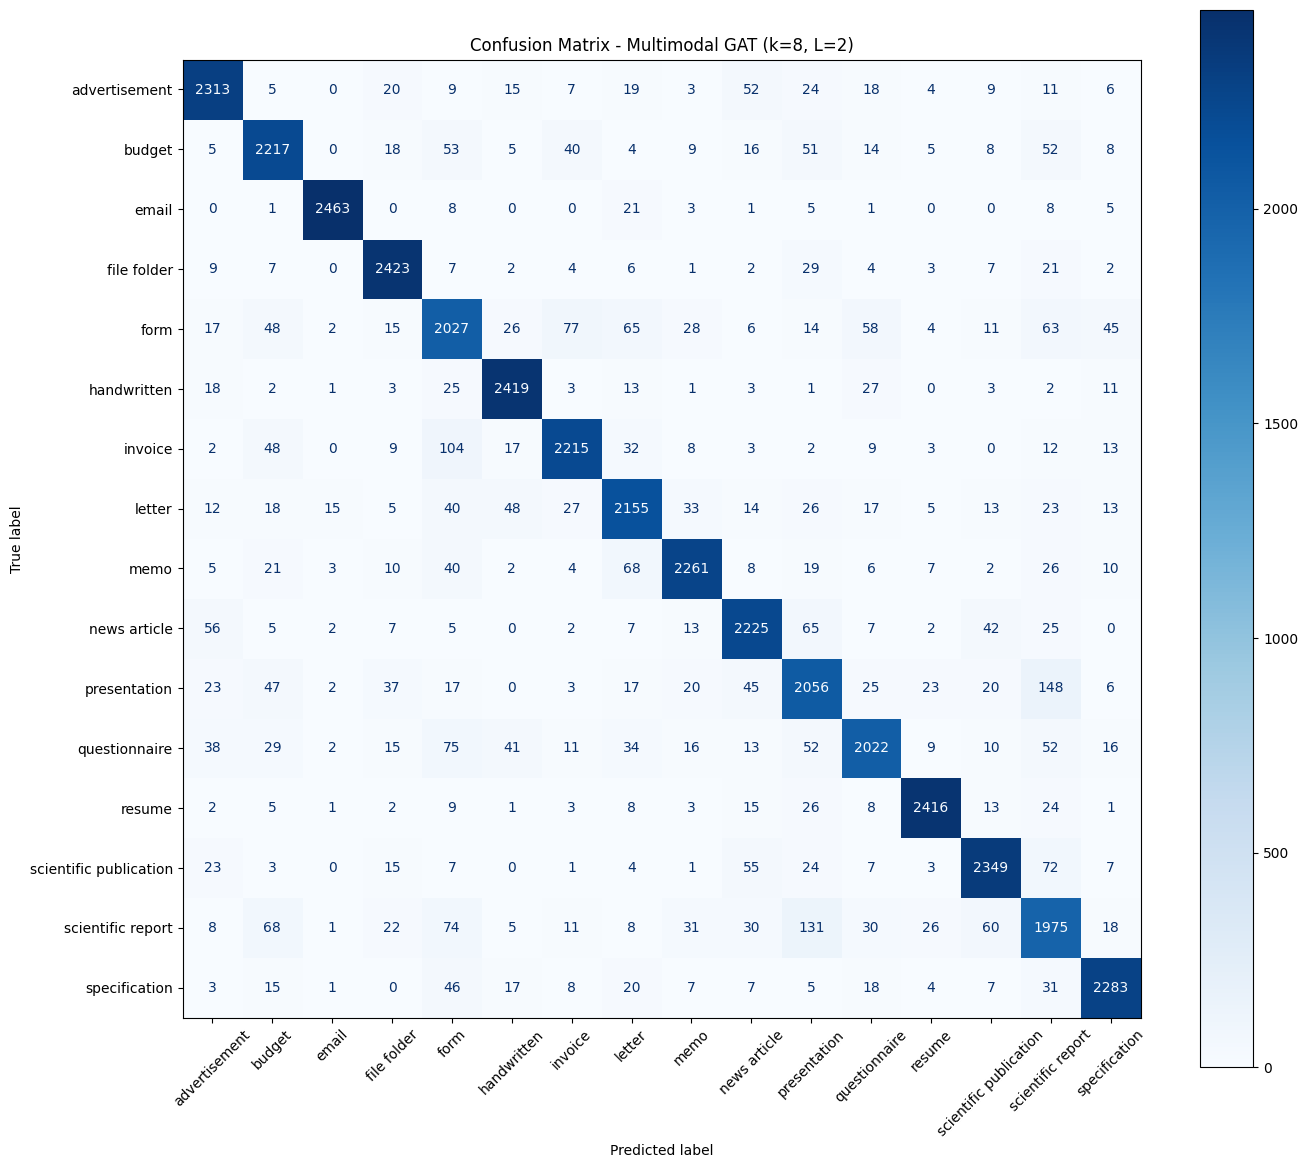 Confusion Matrix - Multimodal GAT (k=8, L=2)
True label
advertisement 2313 5 0 20 9 15 7 19 3 52 24 18 4 9 11 6
budget 5 2217 0 18 53 5 40 4 9 16 51 14 5 8 52 8
email 0 1 2463 0 8 0 0 21 3 1 5 1 0 0 8 5
file folder 9 7 0 2423 7 2 4 6 1 2 29 4 3 7 21 2
form 17 48 2 15 2027 26 77 65 28 6 14 58 4 11 63 45
handwritten 18 2 1 3 25 2419 3 13 1 3 1 27 0 3 2 11
invoice 2 48 0 9 104 17 2215 32 8 3 2 9 3 0 12 13
letter 12 18 15 5 40 48 27 2155 33 14 26 17 5 13 23 13
memo 5 21 3 10 40 2 4 68 2261 8 19 6 7 2 26 10
news article 56 5 2 7 5 0 2 7 13 2225 65 7 2 42 25 0
presentation 23 47 2 37 17 0 3 17 20 45 2056 25 23 20 148 6
questionnaire 38 29 2 15 75 41 11 34 16 13 52 2022 9 10 52 16
resume 2 5 1 2 9 1 3 8 3 15 26 8 2416 13 24 1
scientific publication 23 3 0 15 7 0 1 4 1 55 24 7 3 2349 72 7
scientific report 8 68 1 22 74 5 11 8 31 30 131 30 26 60 1975 18
specification 3 15 1 0 46 17 8 20 7 7 5 18 4 7 31 2283
advertisement budget email file folder form handwritten invoice letter memo news article presentation questionnaire resume scientific publication scientific report specification
Predicted label
2000
1500
1000
500
0